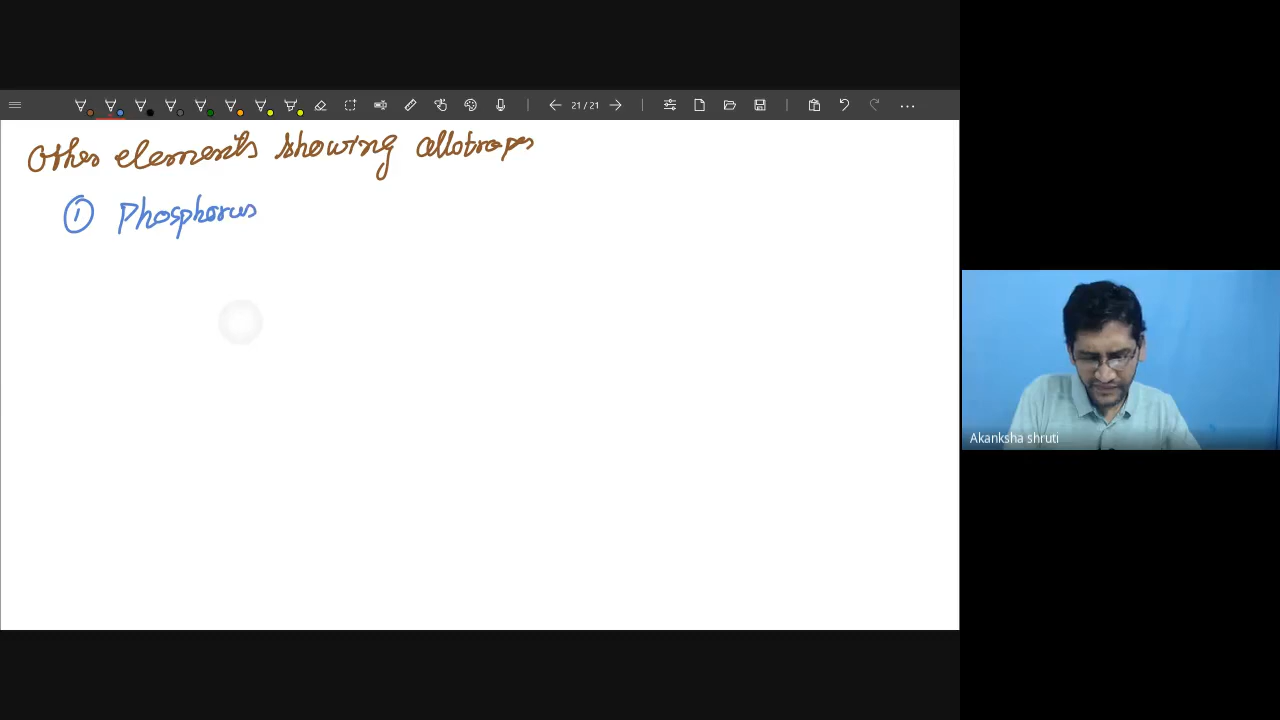 21 / 21
Other elements showing allotropes
① Phosphorus
Akanksha shruti